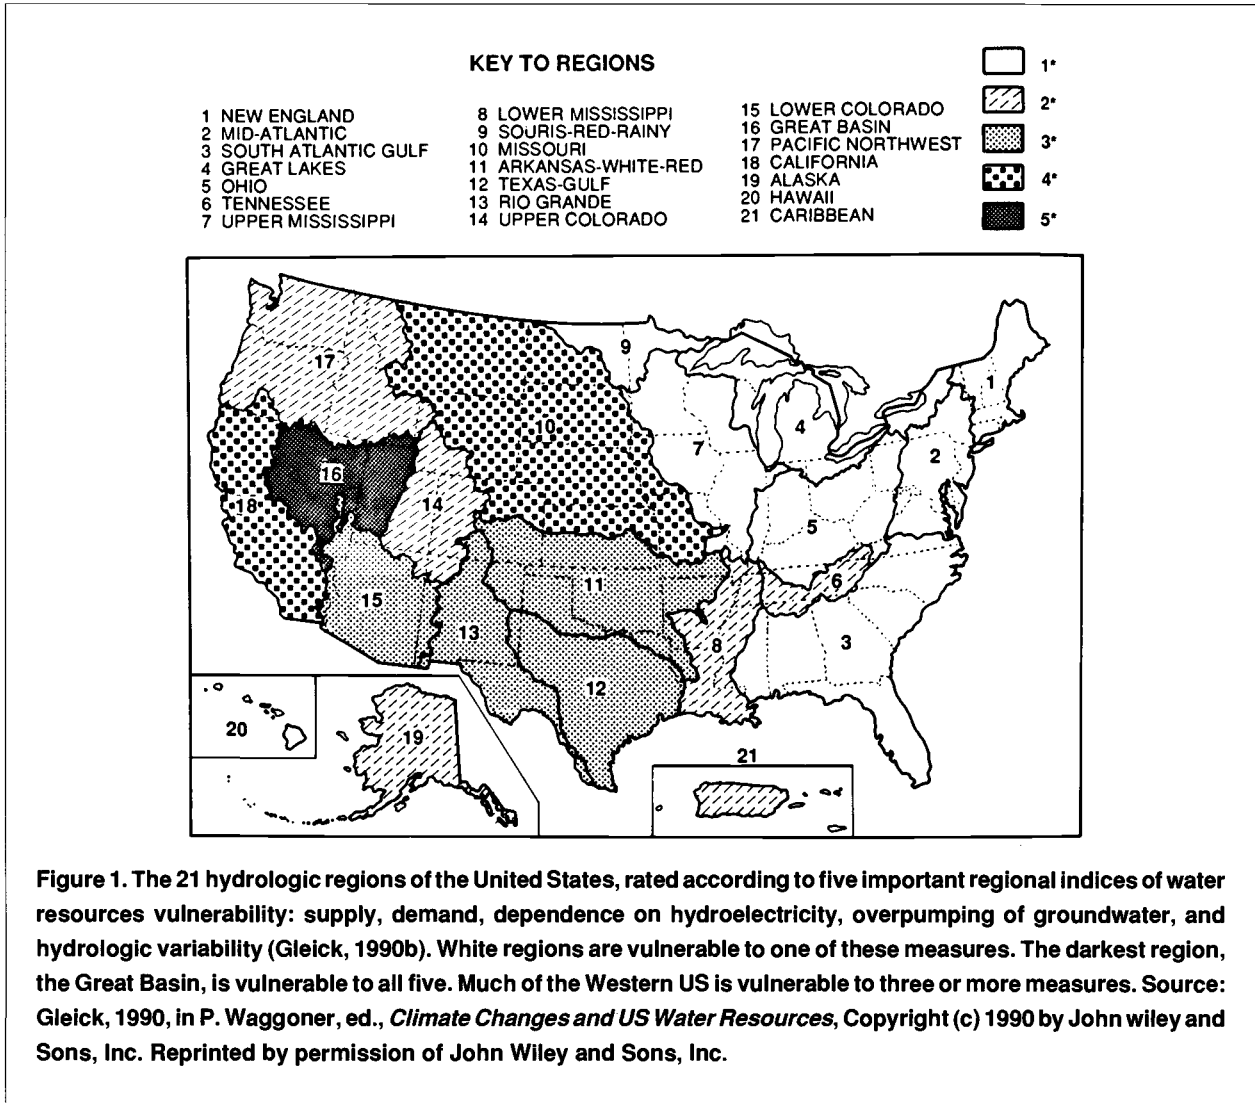 KEY TO REGIONS
1 NEW ENGLAND
2 MID-ATLANTIC
3 SOUTH ATLANTIC GULF
4 GREAT LAKES
5 OHIO
6 TENNESSEE
7 UPPER MISSISSIPPI
8 LOWER MISSISSIPPI
9 SOURIS-RED-RAINY
10 MISSOURI
11 ARKANSAS-WHITE-RED
12 TEXAS-GULF
13 RIO GRANDE
14 UPPER COLORADO
15 LOWER COLORADO
16 GREAT BASIN
17 PACIFIC NORTHWEST
18 CALIFORNIA
19 ALASKA
20 HAWAII
21 CARIBBEAN
1*
2*
3*
4*
5*
17
9
1
10
4
7
2
16
18
14
5
11
6
15
13
8
3
12
20
19
21
Figure 1. The 21 hydrologic regions of the United States, rated according to five important regional indices of water
resources vulnerability: supply, demand, dependence on hydroelectricity, overpumping of groundwater, and
hydrologic variability (Gleick, 1990b). White regions are vulnerable to one of these measures. The darkest region,
the Great Basin, is vulnerable to all five. Much of the Western US is vulnerable to three or more measures. Source:
Gleick, 1990, in P. Waggoner, ed., Climate Changes and US Water Resources, Copyright (c) 1990 by John wiley and
Sons, Inc. Reprinted by permission of John Wiley and Sons, Inc.